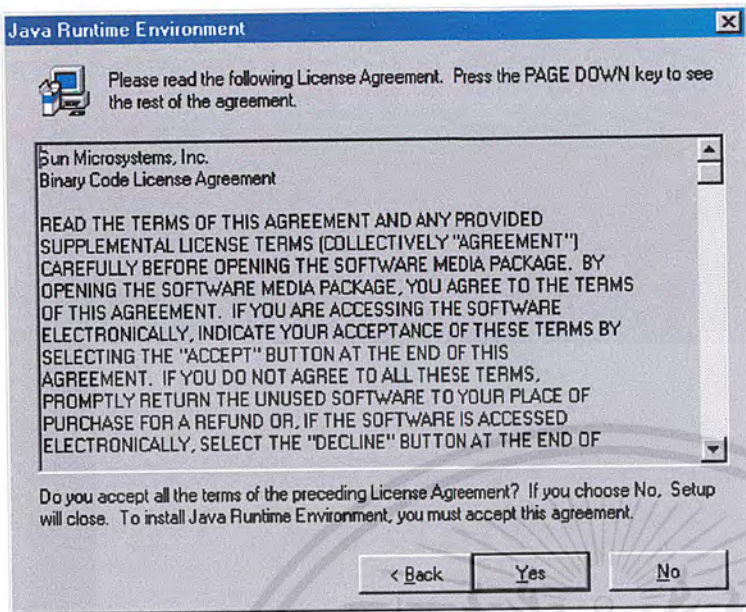 Java Runtime Environment
Please read the following License Agreement. Press the PAGE DOWN key to see
the rest of the agreement.
Sun Microsystems, Inc.
Binary Code License Agreement
READ THE TERMS OF THIS AGREEMENT AND ANY PROVIDED
SUPPLEMENTAL LICENSE TERMS (COLLECTIVELY "AGREEMENT")
CAREFULLY BEFORE OPENING THE SOFTWARE MEDIA PACKAGE. BY
OPENING THE SOFTWARE MEDIA PACKAGE, YOU AGREE TO THE TERMS
OF THIS AGREEMENT. IF YOU ARE ACCESSING THE SOFTWARE
ELECTRONICALLY, INDICATE YOUR ACCEPTANCE OF THESE TERMS BY
SELECTING THE "ACCEPT" BUTTON AT THE END OF THIS
AGREEMENT. IF YOU DO NOT AGREE TO ALL THESE TERMS,
PROMPTLY RETURN THE UNUSED SOFTWARE TO YOUR PLACE OF
PURCHASE FOR A REFUND OR, IF THE SOFTWARE IS ACCESSED
ELECTRONICALLY, SELECT THE "DECLINE" BUTTON AT THE END OF
Do you accept all the terms of the preceding License Agreement? If you choose No, Setup
will close. To install Java Runtime Environment, you must accept this agreement.
< Back Yes No